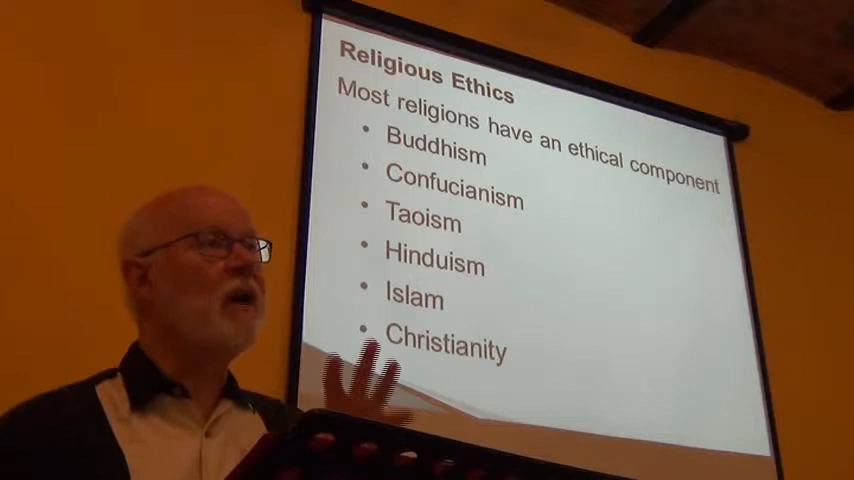 Religious Ethics
Most religions have an ethical component
• Buddhism
• Confucianism
• Taoism
• Hinduism
• Islam
• Christianity